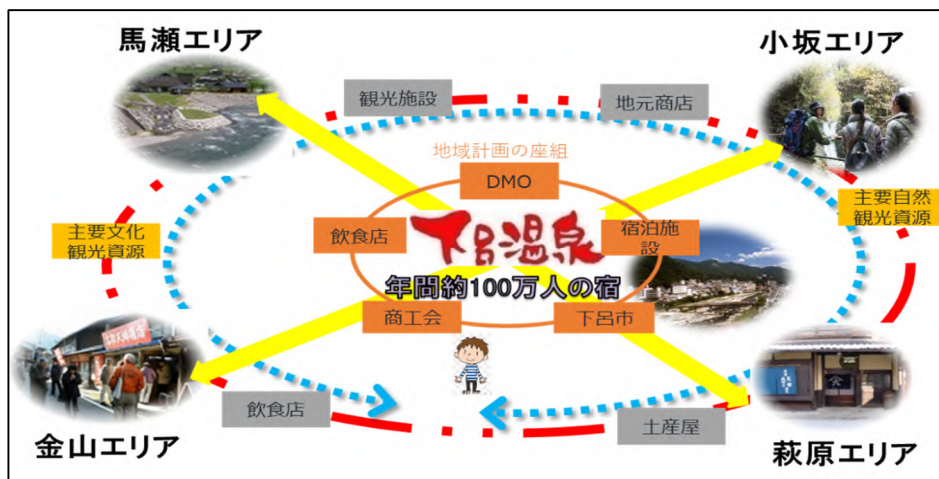 馬瀬エリア
小坂エリア
観光施設
地元商店
地域計画の座組
DMO
主要文化
観光資源
主要自然
観光資源
飲食店
下呂温泉
宿泊施
設
年間約100万人の宿
商工会
下呂市
飲食店
土産屋
金山エリア
萩原エリア